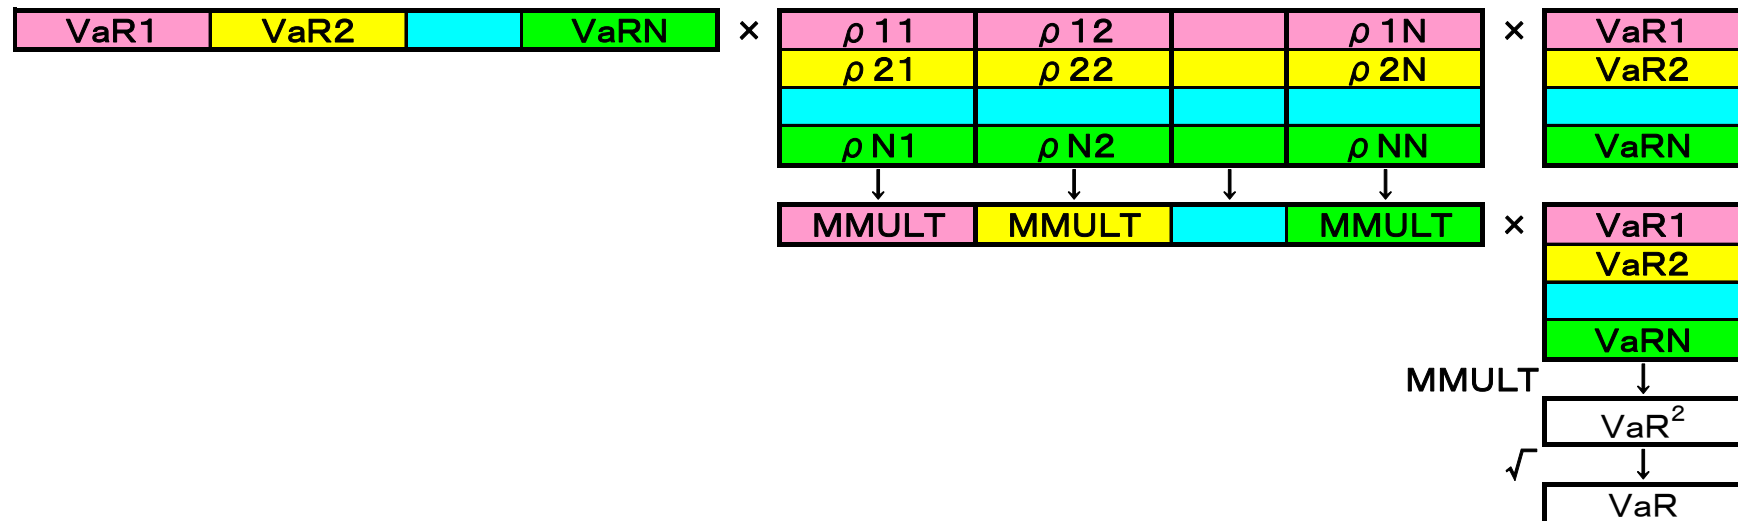 VaR1 VaR2 VaRN × ρ11 ρ12 ρ1N × VaR1
ρ21 ρ22 ρ2N VaR2
ρN1 ρN2 ρNN VaRN
↓ ↓ ↓ ↓
MMULT MMULT MMULT × VaR1
VaR2
VaRN
MMULT ↓
VaR²
√ ↓
VaR